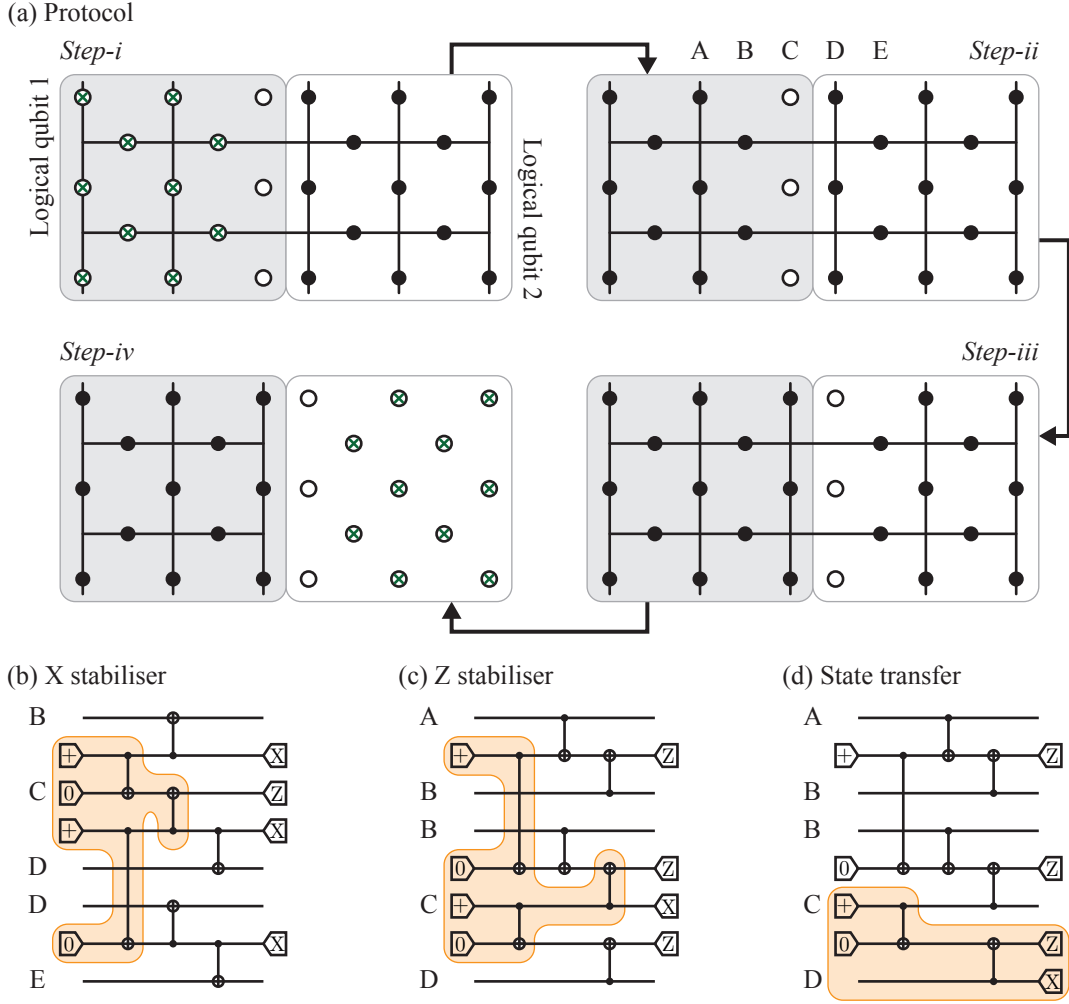 (a) Protocol
Step-i
A B C D E
Step-ii
Logical qubit 1
Logical qubit 2
Step-iv
Step-iii
(b) X stabiliser
(c) Z stabiliser
(d) State transfer
B
+ X
C 0 Z
+ X
D
D
0 X
E
A
+ Z
B
B
0 Z
C + X
0 Z
D
A
+ Z
B
B
0 Z
C +
0 Z
D X